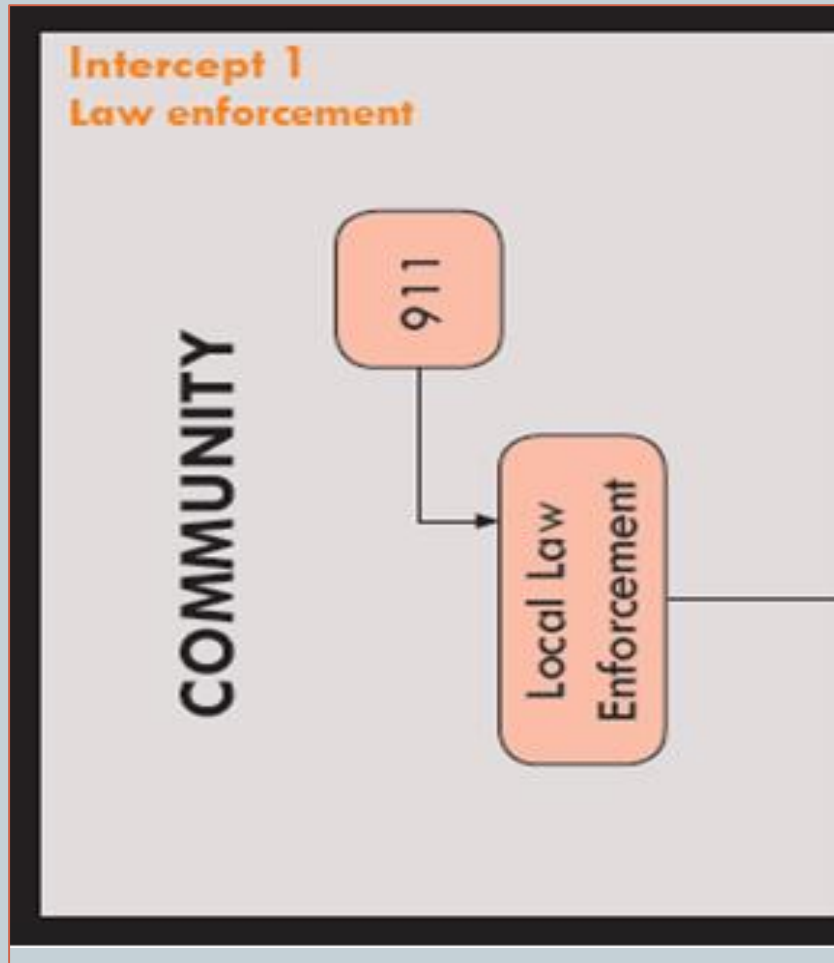 Intercept 1
Law enforcement
COMMUNITY
911
Local Law
Enforcement